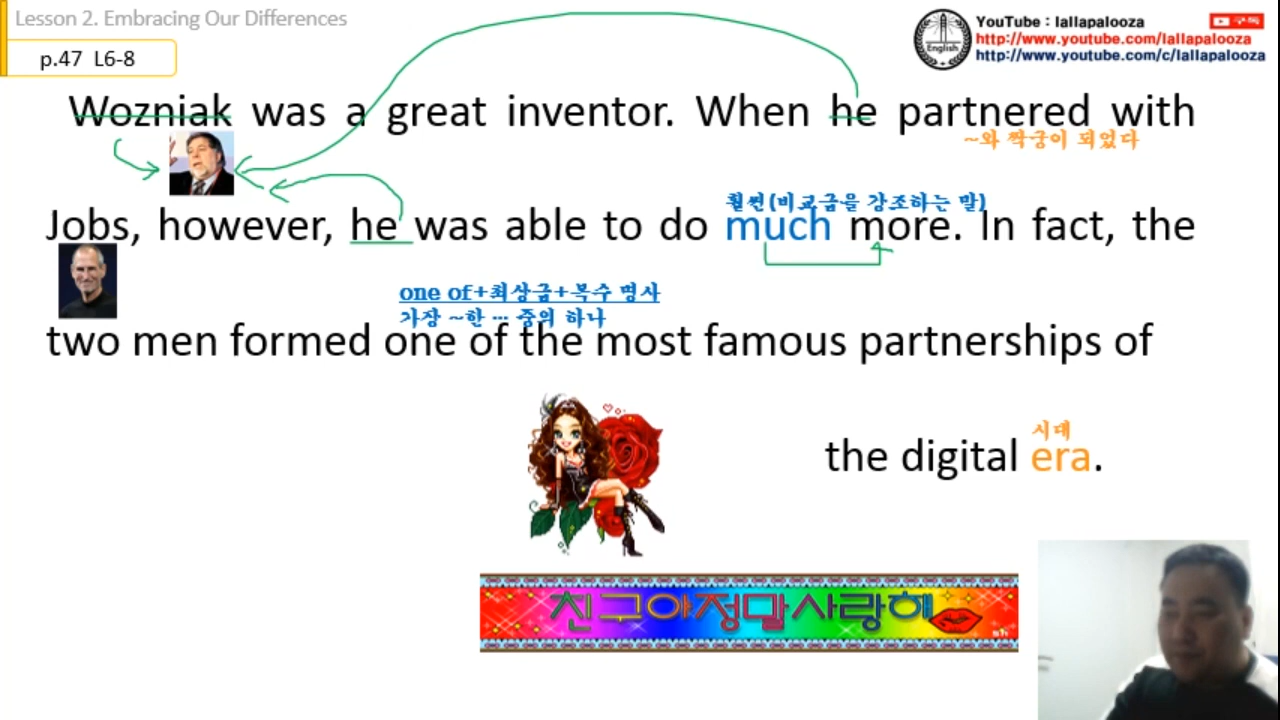 Lesson 2. Embracing Our Differences
p.47 L6-8
English
YouTube : lallapalooza
구독
http://www.youtube.com/lallapalooza
http://www.youtube.com/c/lallapalooza
Wozniak was a great inventor. When he partnered with
~와 짝궁이 되었다
훨씬(비교급을 강조하는 말)
Jobs, however, he was able to do much more. In fact, the
one of+최상급+복수 명사
가장 ~한 … 중의 하나
two men formed one of the most famous partnerships of
시대
the digital era.
친구야정말사랑해